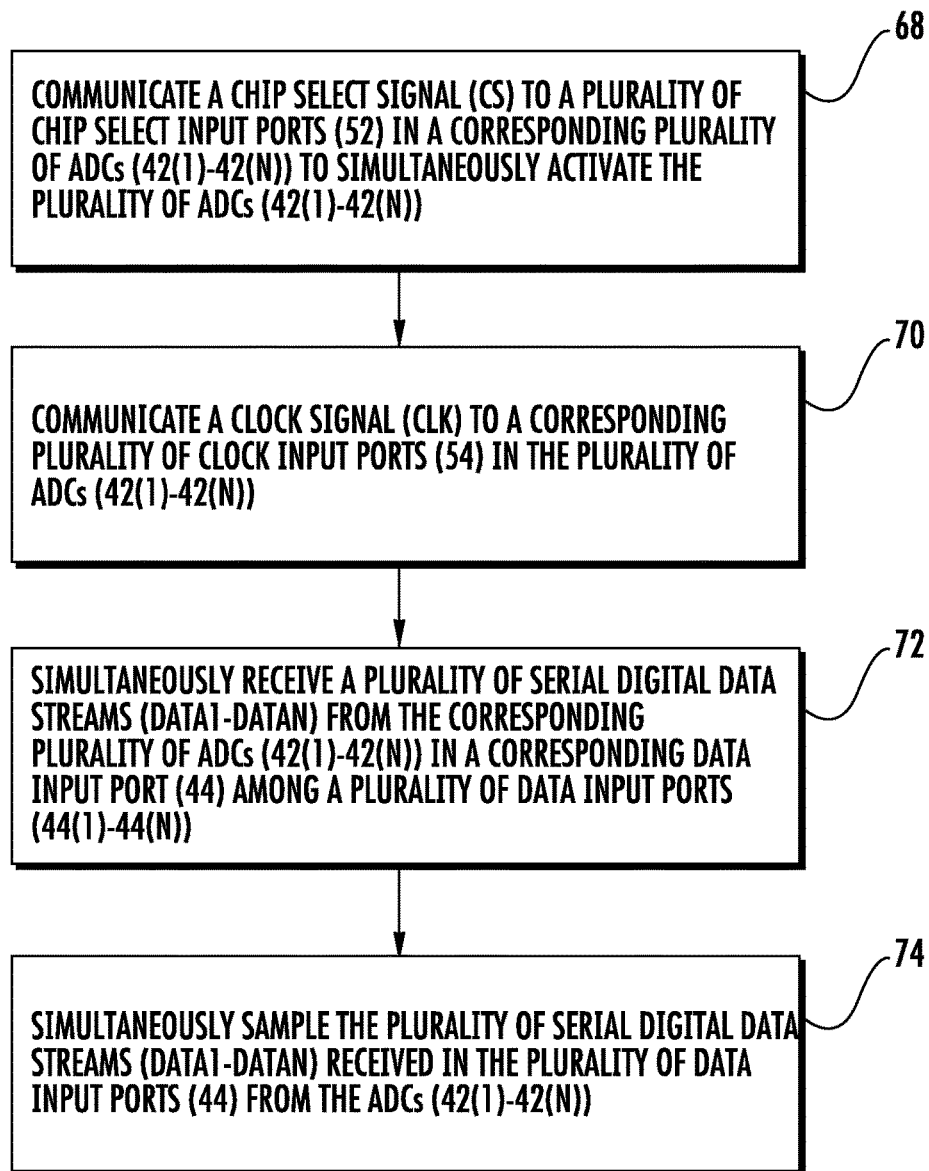 68
COMMUNICATE A CHIP SELECT SIGNAL (CS) TO A PLURALITY OF
CHIP SELECT INPUT PORTS (52) IN A CORRESPONDING PLURALITY
OF ADCs (42(1)-42(N)) TO SIMULTANEOUSLY ACTIVATE THE
PLURALITY OF ADCs (42(1)-42(N))
70
COMMUNICATE A CLOCK SIGNAL (CLK) TO A CORRESPONDING
PLURALITY OF CLOCK INPUT PORTS (54) IN THE PLURALITY OF
ADCs (42(1)-42(N))
72
SIMULTANEOUSLY RECEIVE A PLURALITY OF SERIAL DIGITAL DATA
STREAMS (DATA1-DATAN) FROM THE CORRESPONDING
PLURALITY OF ADCs (42(1)-42(N)) IN A CORRESPONDING DATA
INPUT PORT (44) AMONG A PLURALITY OF DATA INPUT PORTS
(44(1)-44(N))
74
SIMULTANEOUSLY SAMPLE THE PLURALITY OF SERIAL DIGITAL DATA
STREAMS (DATA1-DATAN) RECEIVED IN THE PLURALITY OF DATA
INPUT PORTS (44) FROM THE ADCs (42(1)-42(N))